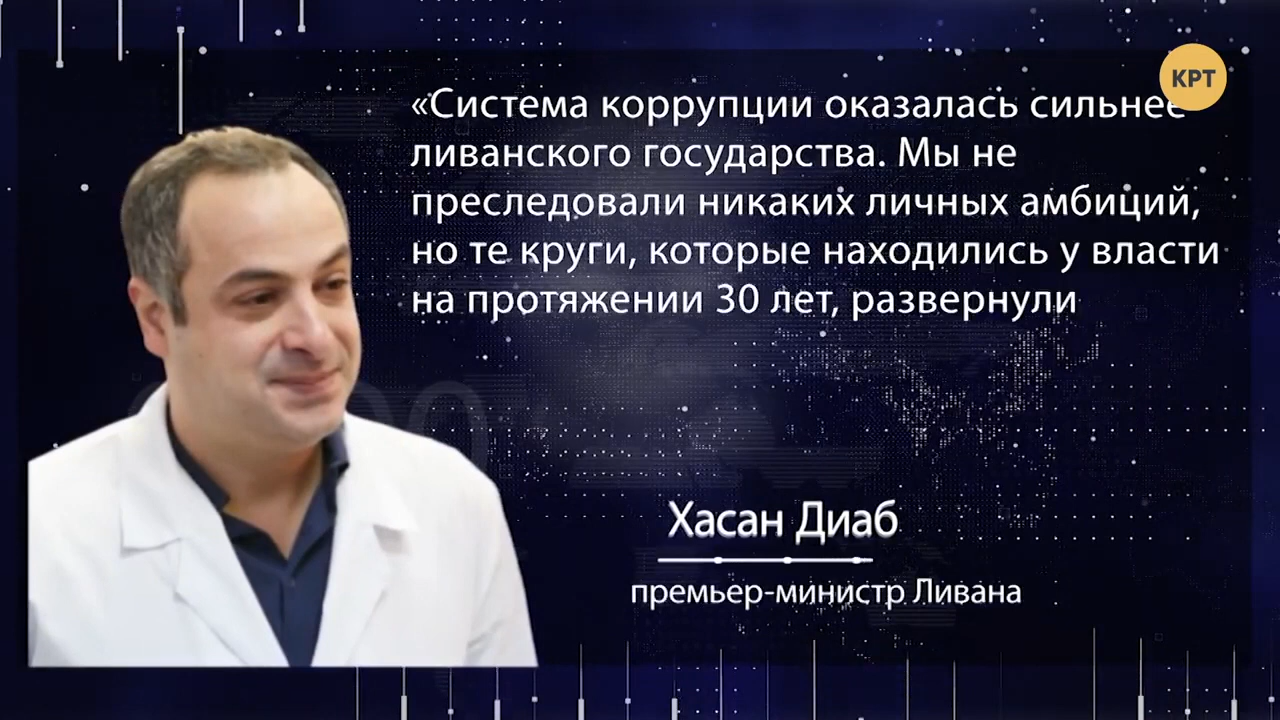 КРТ
«Система коррупции оказалась сильнее
ливанского государства. Мы не
преследовали никаких личных амбиций,
но те круги, которые находились у власти
на протяжении 30 лет, развернули
Хасан Диаб
премьер-министр Ливана